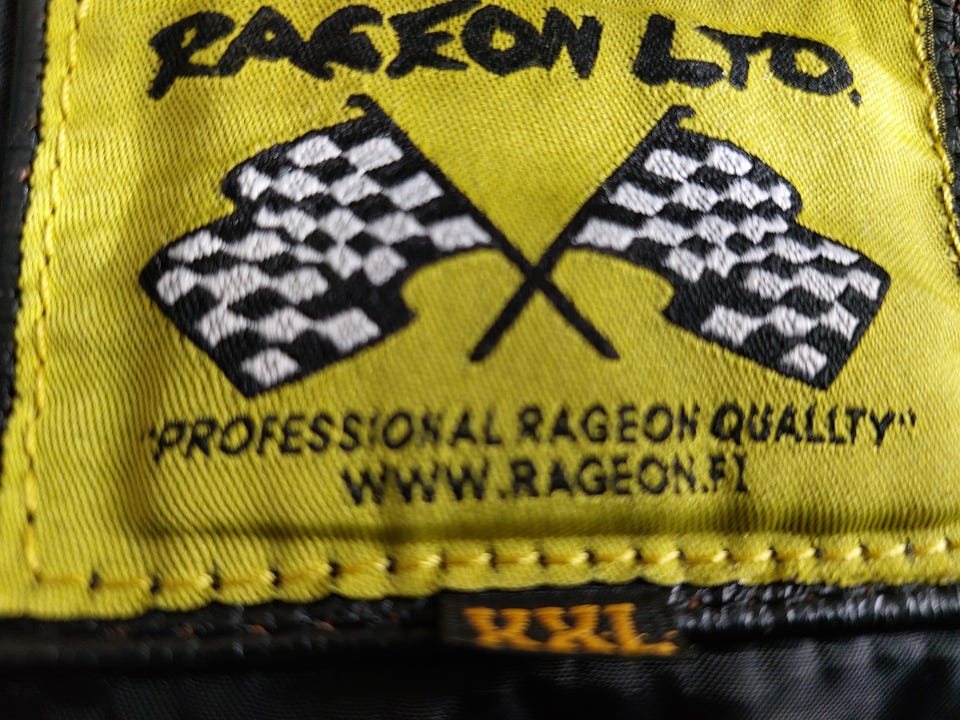 RAGEON LTD.
"PROFESSIONAL RAGEON QUALLTY"
WWW.RAGEON.FI
XXL